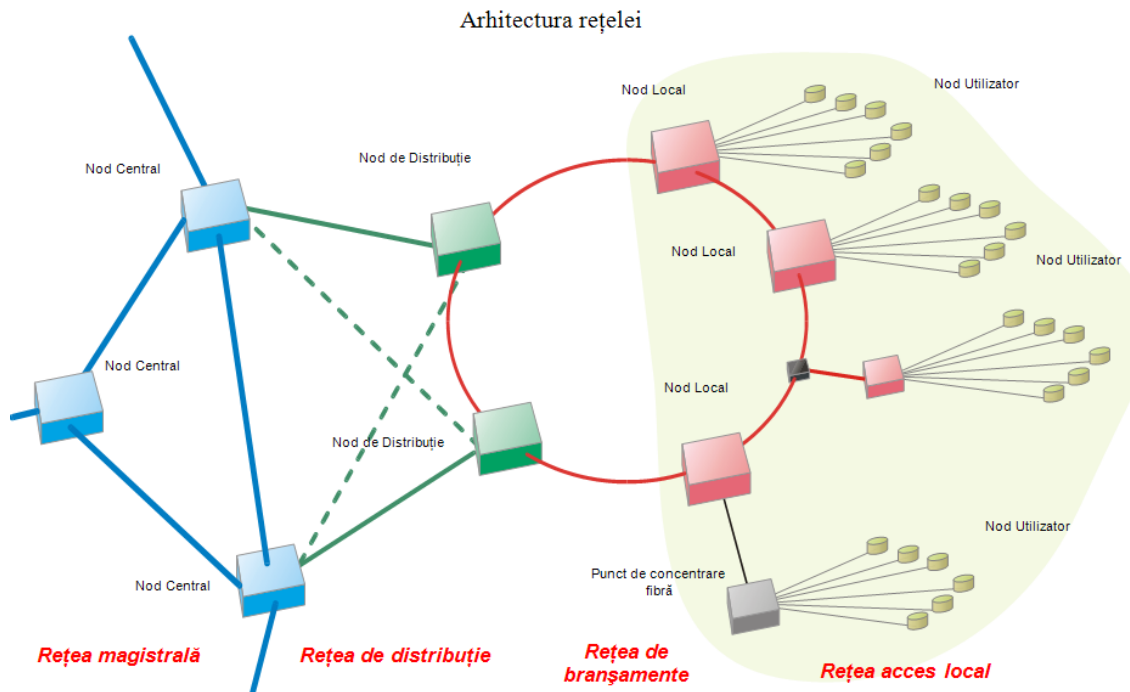 Arhitectura rețelei
Nod Local
Nod Utilizator
Nod Central
Nod de Distribuție
Nod Local
Nod Utilizator
Nod Central
Nod Local
Nod de Distribuție
Nod Utilizator
Nod Central
Punct de concentrare
fibră
Rețea magistrală
Rețea de distribuție
Rețea de
branșamente
Rețea acces local